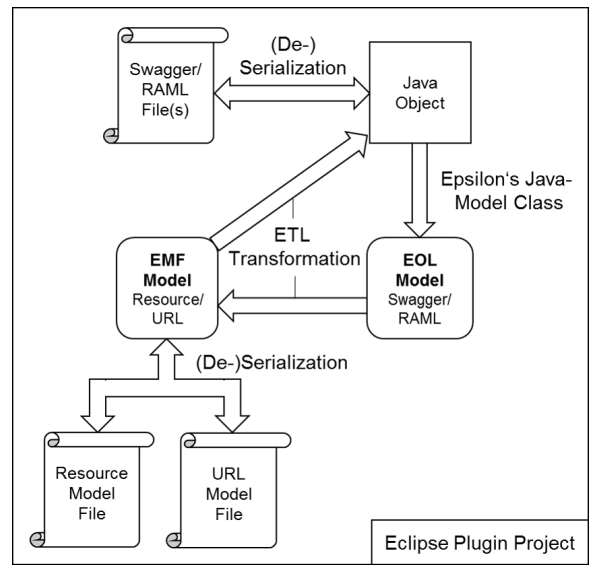 Swagger/
RAML
File(s)
(De-)
Serialization
Java
Object
Epsilon's Java-
Model Class
ETL
Transformation
EMF
Model
Resource/
URL
EOL
Model
Swagger/
RAML
(De-)Serialization
Resource
Model
File
URL
Model
File
Eclipse Plugin Project